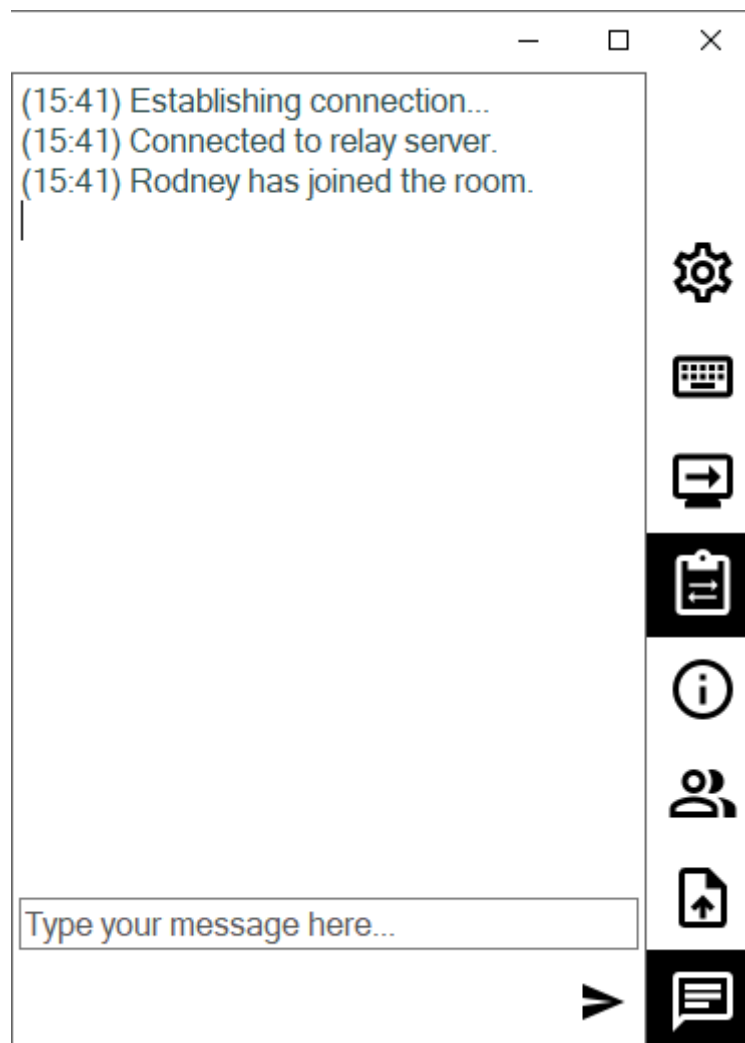 (15:41) Establishing connection...
(15:41) Connected to relay server.
(15:41) Rodney has joined the room.
Type your message here...